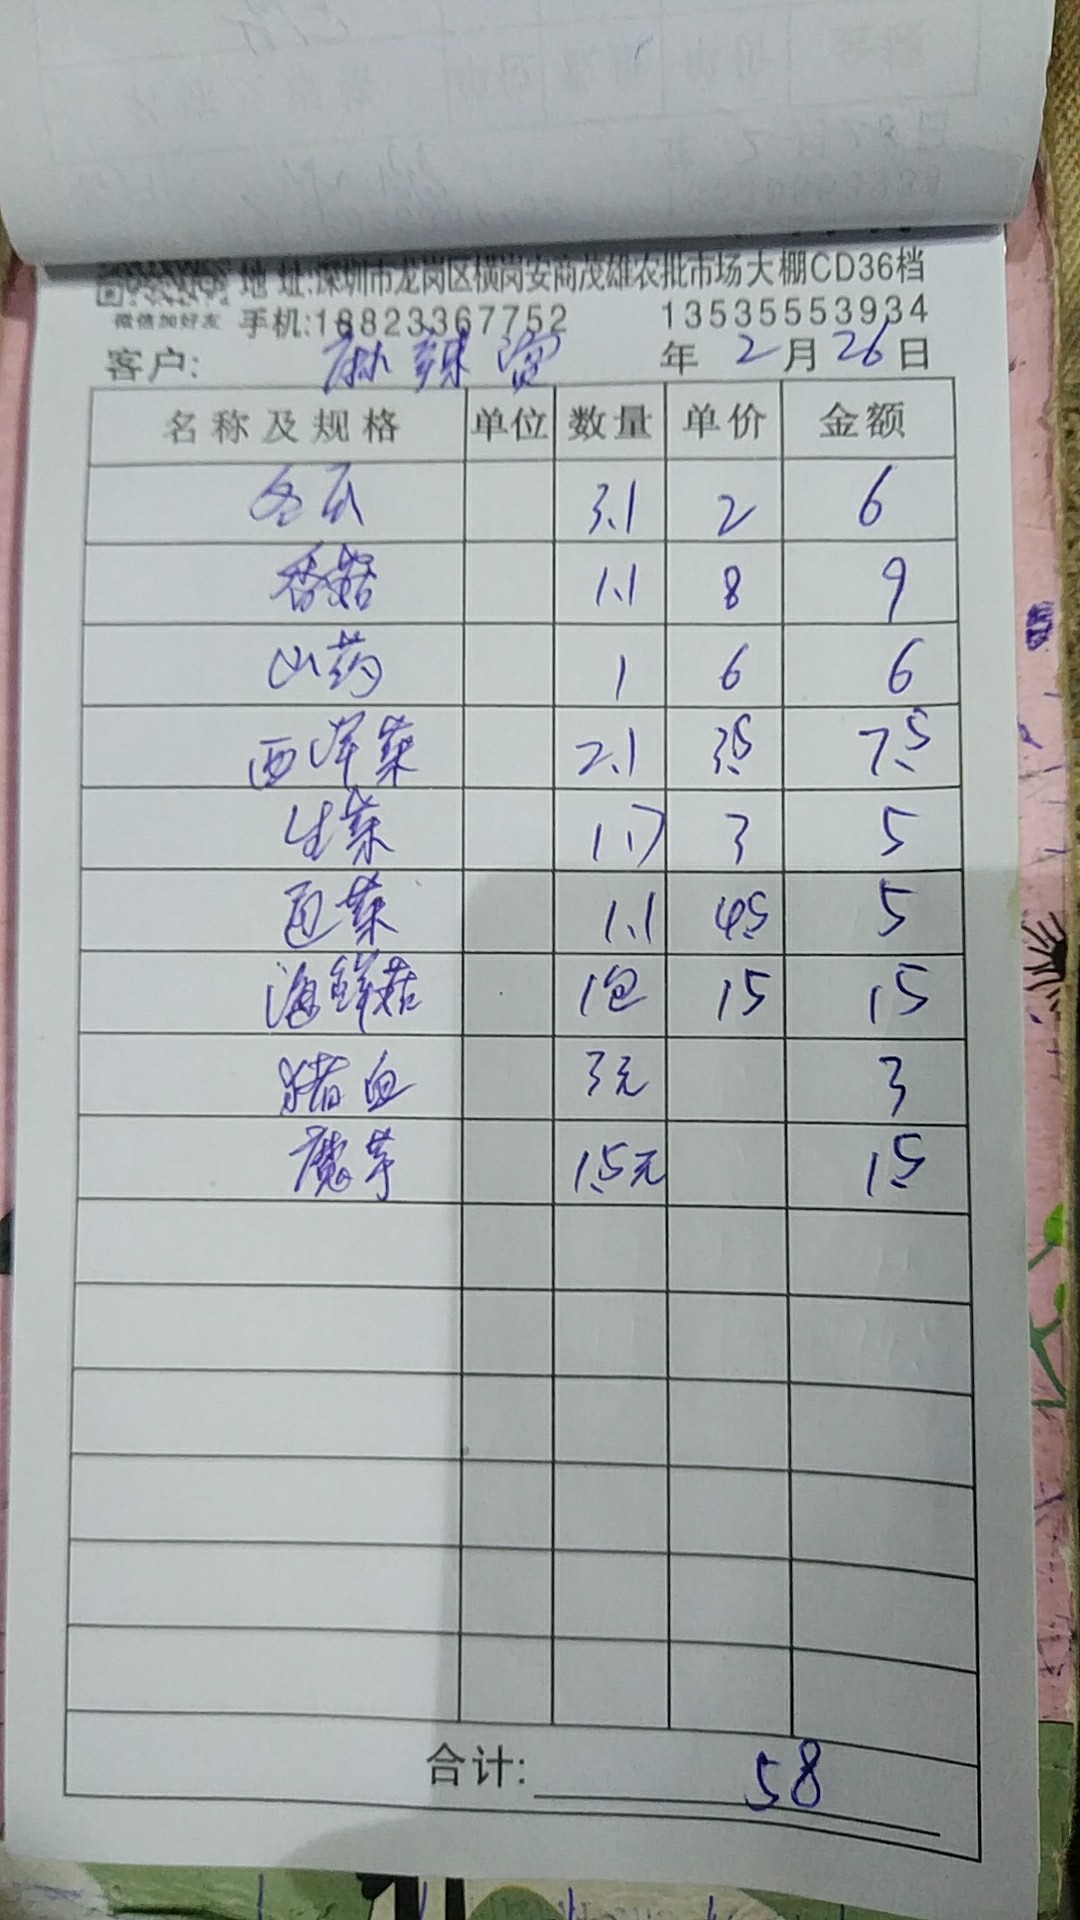 地 址:深圳市龙岗区横岗安商茂雄农批市场大棚CD36档
微信加好友 手机:18823367752 13535553934
客户: 麻辣烫 年 2月26日
名称及规格 单位 数量 单价 金额
冬瓜 3.1 2 6
香菇 1.1 8 9
山药 1 6 6
西洋菜 2.1 3.5 7.5
生菜 1.7 3 5
包菜 1.1 4.5 5
海鲜菇 1包 15 15
猪血 3元 3
魔芋 1.5元 1.5
合计: 58